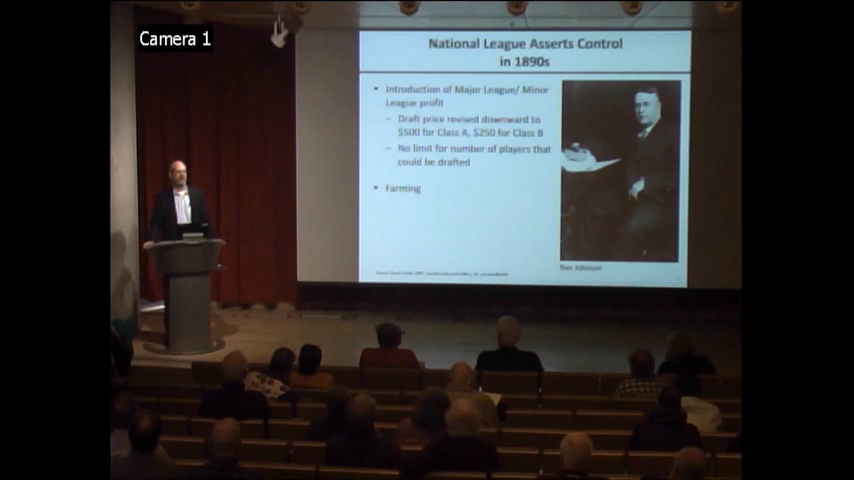 Camera 1
National League Asserts Control
in 1890s
• Introduction of Major League/ Minor
League profit
– Draft price revised downward to
$500 for Class A, $250 for Class B
– No limit for number of players that
could be drafted
• Farming
Ban Johnson